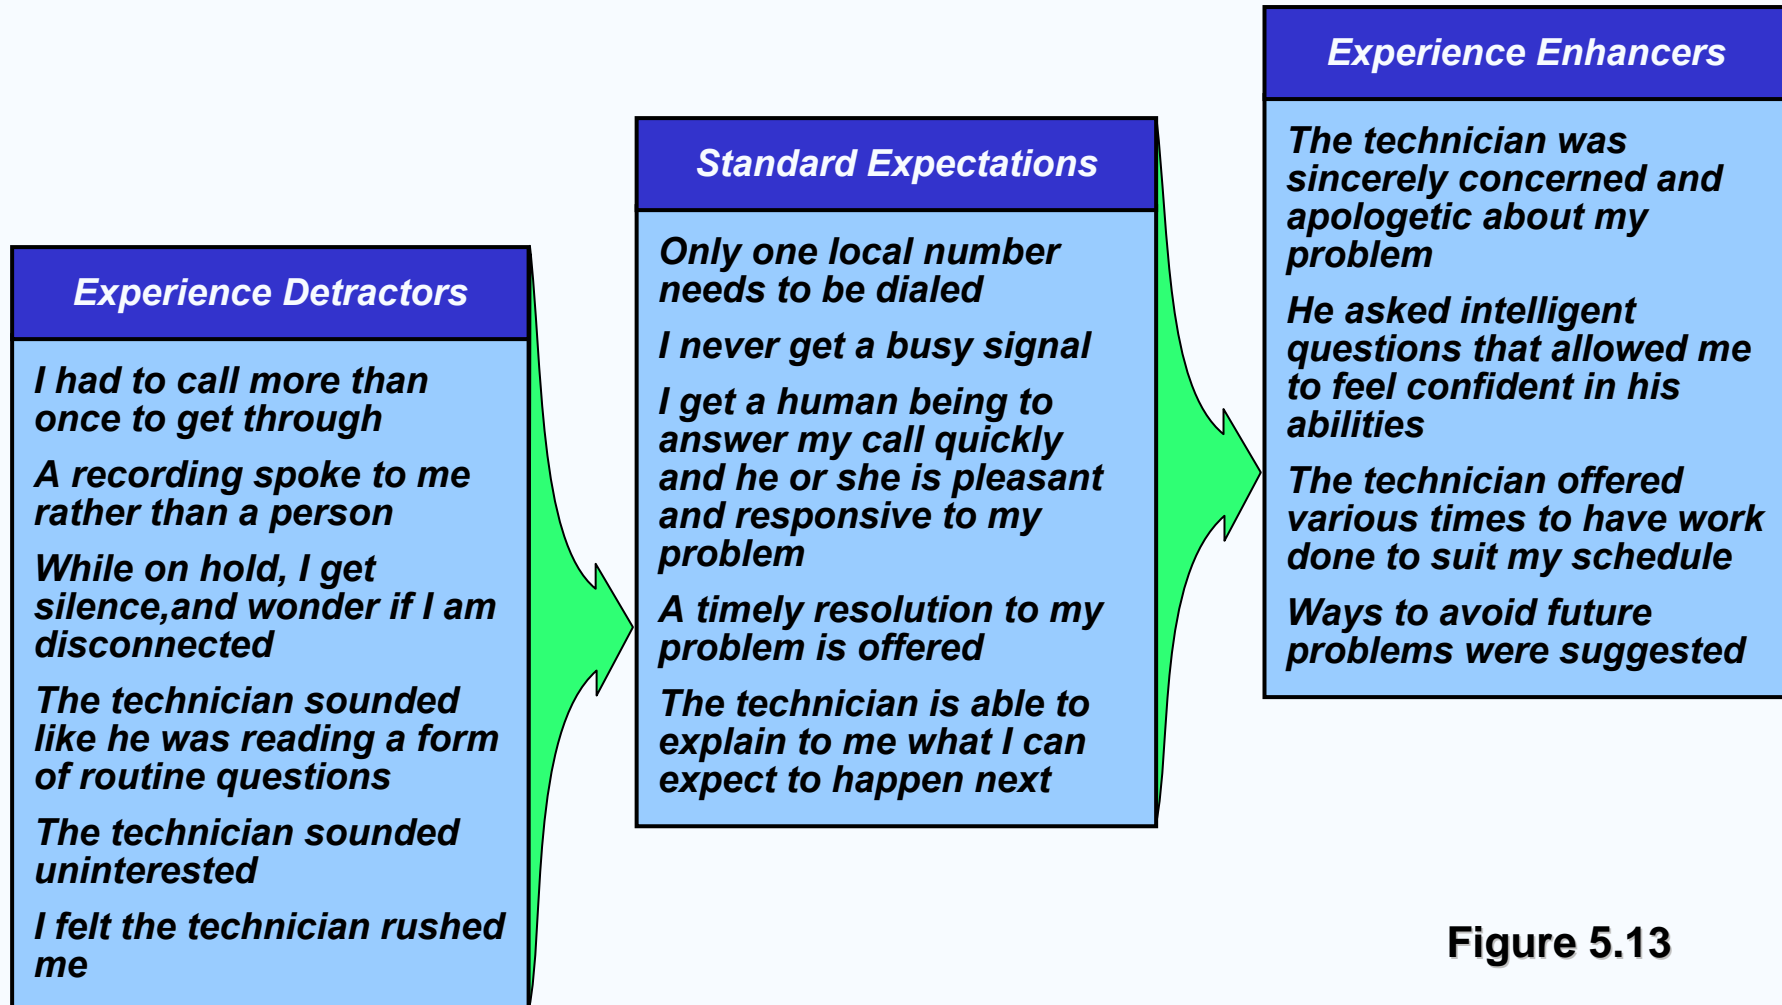 Experience Detractors
I had to call more than
once to get through
A recording spoke to me
rather than a person
While on hold, I get
silence,and wonder if I am
disconnected
The technician sounded
like he was reading a form
of routine questions
The technician sounded
uninterested
I felt the technician rushed
me
Standard Expectations
Only one local number
needs to be dialed
I never get a busy signal
I get a human being to
answer my call quickly
and he or she is pleasant
and responsive to my
problem
A timely resolution to my
problem is offered
The technician is able to
explain to me what I can
expect to happen next
Experience Enhancers
The technician was
sincerely concerned and
apologetic about my
problem
He asked intelligent
questions that allowed me
to feel confident in his
abilities
The technician offered
various times to have work
done to suit my schedule
Ways to avoid future
problems were suggested
Figure 5.13